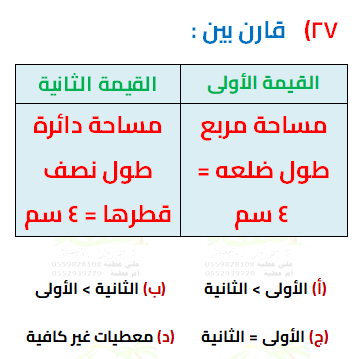 ٢٧) قارن بين :
القيمة الأولى
القيمة الثانية
مساحة مربع
طول ضلعه =
٤ سم
مساحة دائرة
طول نصف
قطرها = ٤ سم
(أ) الأولى > الثانية
(ب) الثانية > الأولى
(ج) الأولى = الثانية
(د) معطيات غير كافية